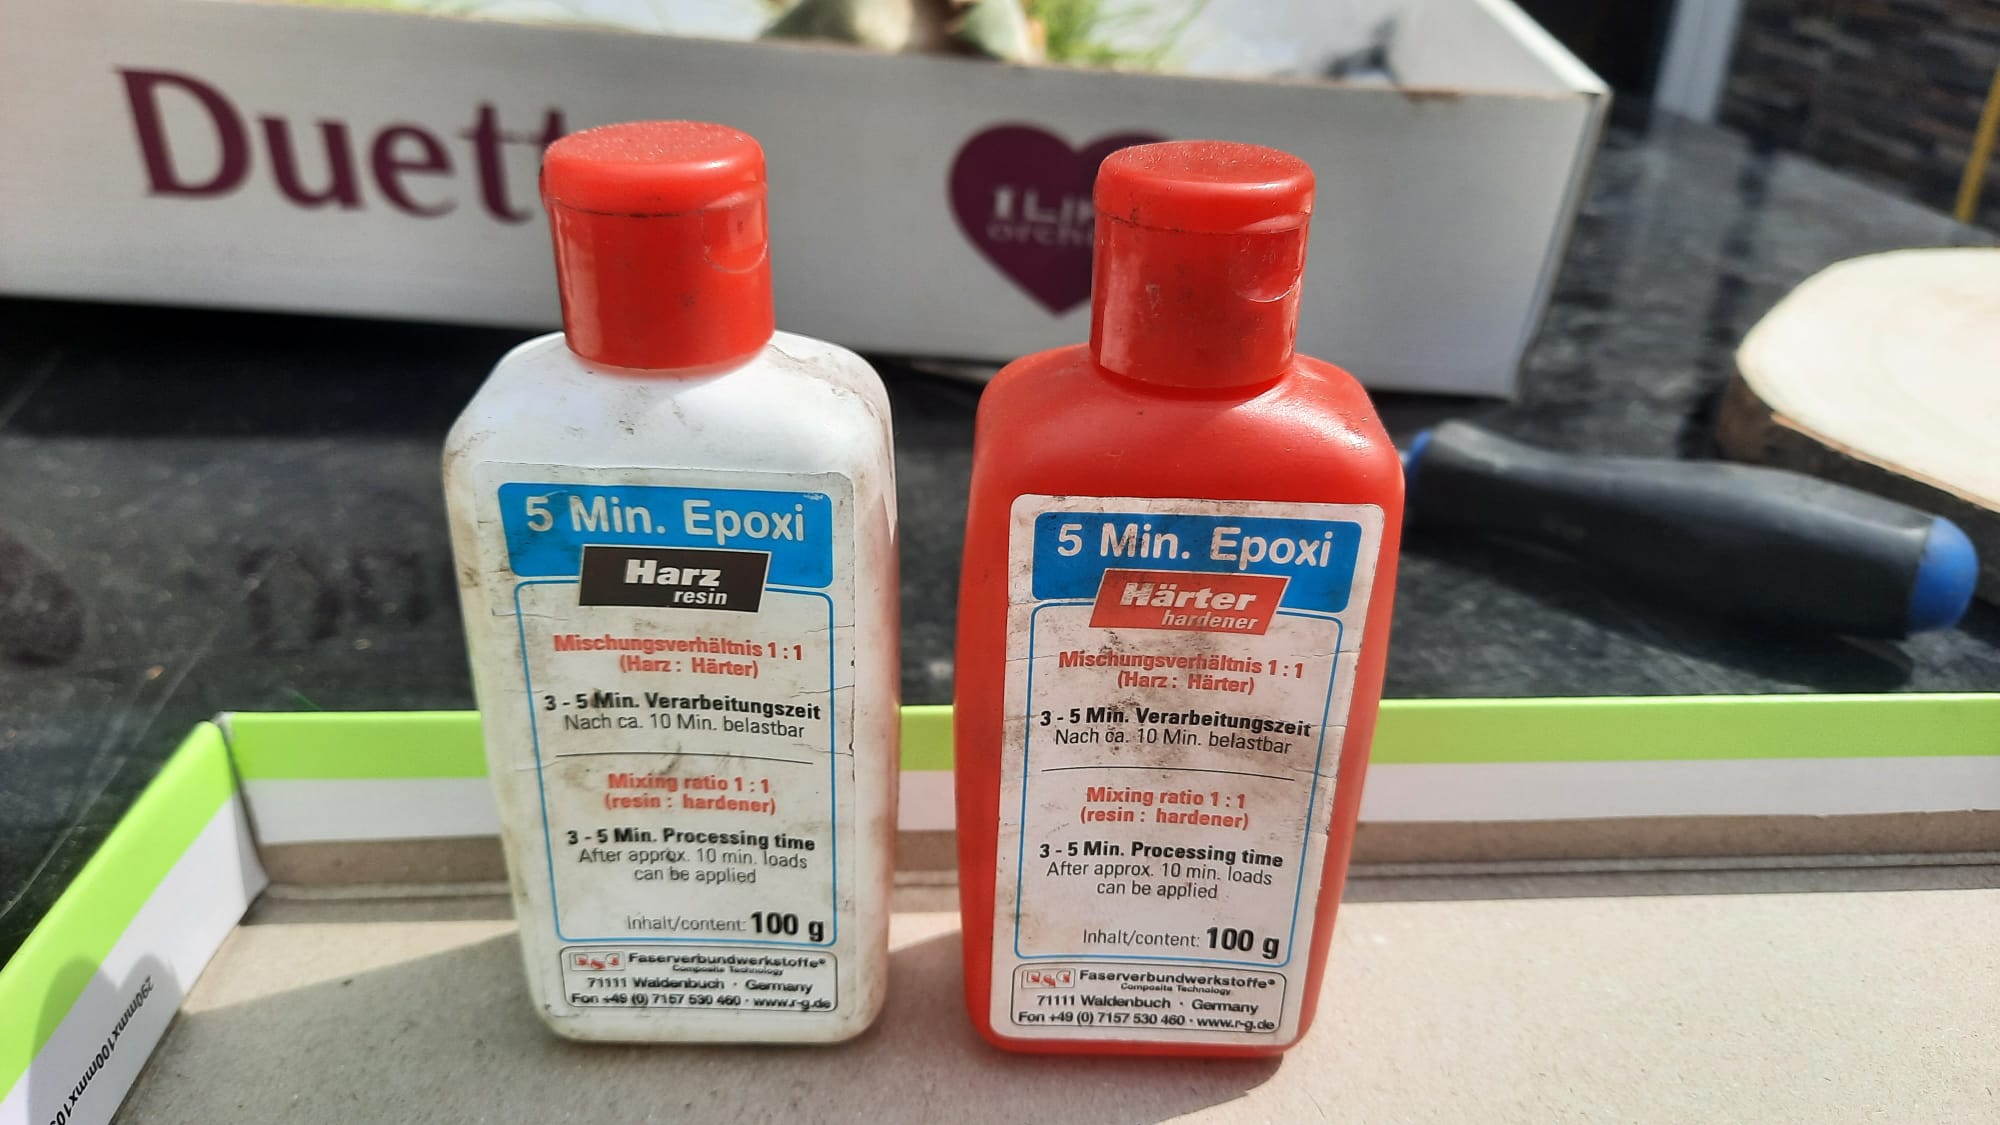 Duett
I LI
orch
5 Min. Epoxi
Harz
resin
Mischungsverhältnis 1 : 1
(Harz : Härter)
3 - 5 Min. Verarbeitungszeit
Nach ca. 10 Min. belastbar
Mixing ratio 1 : 1
(resin : hardener)
3 - 5 Min. Processing time
After approx. 10 min. loads
can be applied
Inhalt/content: 100 g
R&G Faserverbundwerkstoffe®
Composite Technology
71111 Waldenbuch · Germany
Fon +49 (0) 7157 530 460 · www.r-g.de
5 Min. Epoxi
Härter
hardener
Mischungsverhältnis 1 : 1
(Harz : Härter)
3 - 5 Min. Verarbeitungszeit
Nach ca. 10 Min. belastbar
Mixing ratio 1 : 1
(resin : hardener)
3 - 5 Min. Processing time
After approx. 10 min. loads
can be applied
Inhalt/content: 100 g
R&G Faserverbundwerkstoffe®
Composite Technology
71111 Waldenbuch · Germany
Fon +49 (0) 7157 530 460 · www.r-g.de
290mmx100mmx10